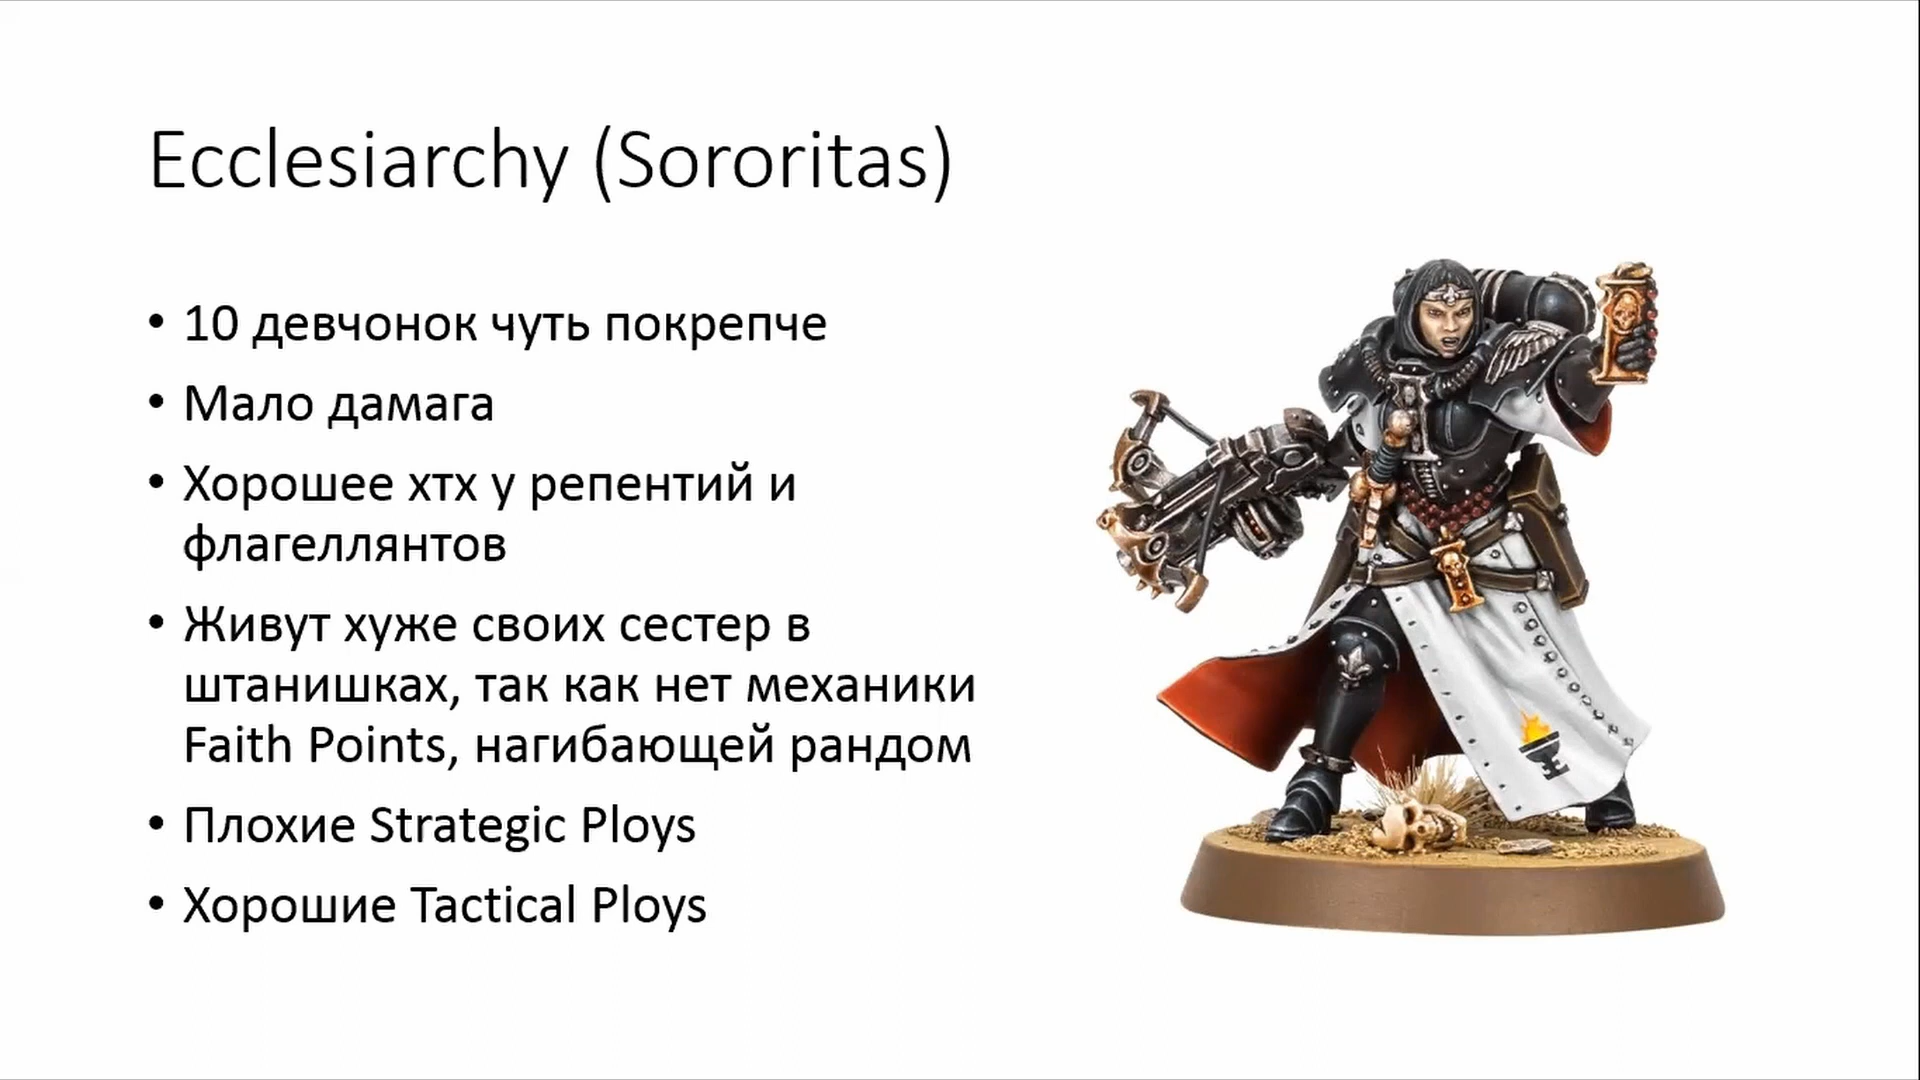 Ecclesiarchy (Sororitas)
• 10 девчонок чуть покрепче
• Мало дамага
• Хорошее хтх у репентий и
флагеллянтов
• Живут хуже своих сестер в
штанишках, так как нет механики
Faith Points, нагибающей рандом
• Плохие Strategic Ploys
• Хорошие Tactical Ploys